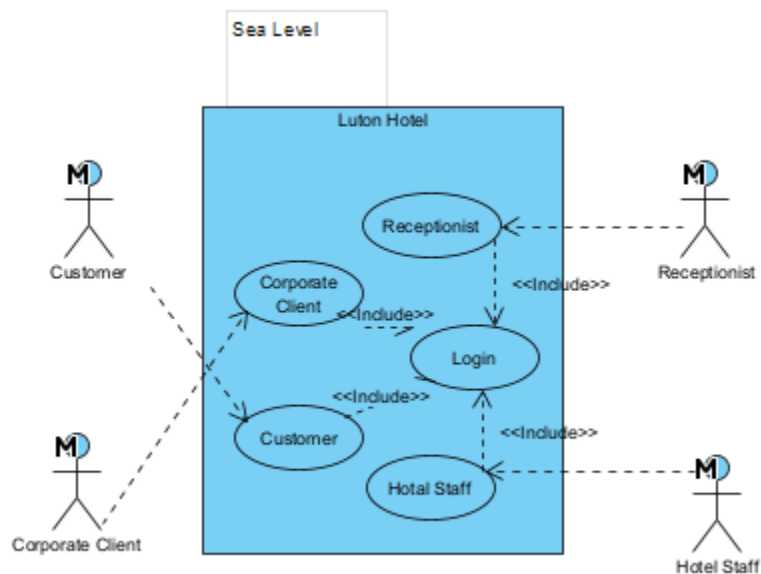 Sea Level
Luton Hotel
M
Customer
M
Receptionist
Receptionist
<<Include>>
Corporate
Client
<<Include>>
Login
<<Include>>
Customer
<<Include>>
Hotal Staff
M
Corporate Client
M
Hotel Staff